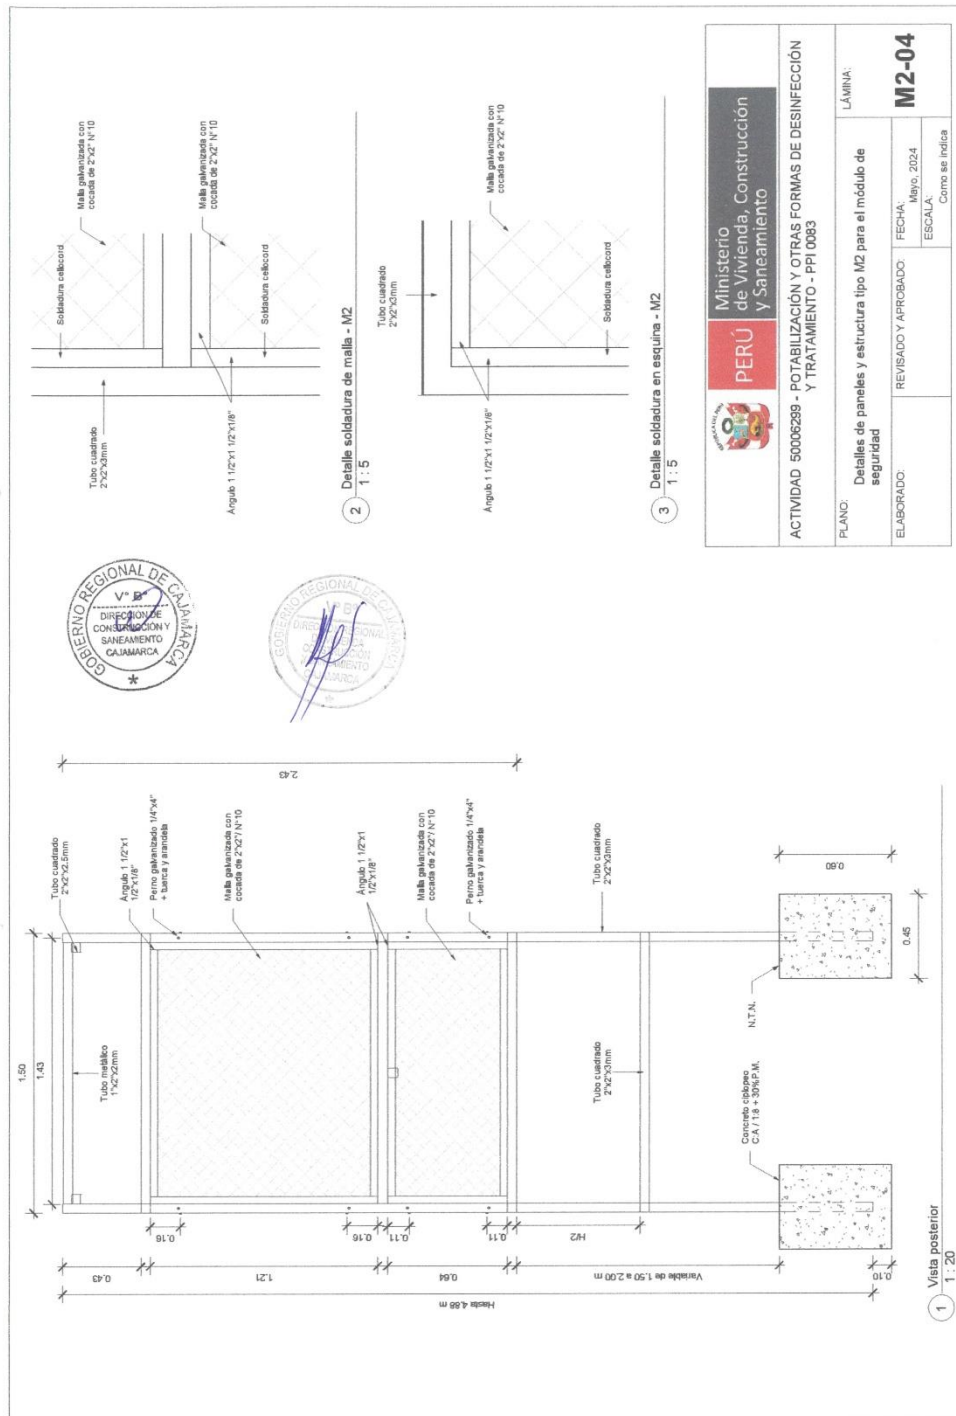 Soldadura cellocord
Malla galvanizada con
cocada de 2"x2" N°10
Tubo cuadrado
2"x2"x3mm
Malla galvanizada con
cocada de 2"x2" N°10
Angulo 1 1/2"x1 1/2"x1/8"
Soldadura cellocord
2
Detalle soldadura de malla - M2
1 : 5
Tubo cuadrado
2"x2"x3mm
Malla galvanizada con
cocada de 2"x2" N°10
Angulo 1 1/2"x1 1/2"x1/8"
Soldadura cellocord
3
Detalle soldadura en esquina - M2
1 : 5
GOBIERNO REGIONAL DE CAJAMARCA
V° B°
DIRECCIÓN DE
CONSTRUCCIÓN Y
SANEAMIENTO
CAJAMARCA
GOBIERNO REGIONAL DE CAJAMARCA
V° B°
1.50
1.43
Tubo cuadrado
2"x2"x2.5mm
Tubo metálico
1"x2"x2mm
Angulo 1 1/2"x1
1/2"x1/8"
Perno galvanizado 1/4"x4"
+ tuerca y arandela
Malla galvanizada con
cocada de 2"x2"/ N°10
Angulo 1 1/2"x1
1/2"x1/8"
Malla galvanizada con
cocada de 2"x2"/ N°10
Perno galvanizado 1/4"x4"
+ tuerca y arandela
Tubo cuadrado
2"x2"x3mm
Tubo cuadrado
2"x2"x3mm
2.43
0.43
0.16
1.21
0.16
0.11
0.64
0.11
H/2
Variable de 1.50 a 2.00 m
Hasta 4.88 m
0.10
Concreto ciplopeo
C:A / 1:8 + 30%P.M.
N.T.N.
0.60
0.45
1
Vista posterior
1 : 20
PERÚ
Ministerio
de Vivienda, Construcción
y Saneamiento
ACTIVIDAD 5006299 - POTABILIZACIÓN Y OTRAS FORMAS DE DESINFECCIÓN
Y TRATAMIENTO - PPI 0083
PLANO:
Detalles de paneles y estructura tipo M2 para el módulo de
seguridad
LÁMINA:
M2-04
ELABORADO:
REVISADO Y APROBADO:
FECHA:
Mayo, 2024
ESCALA:
Como se indica